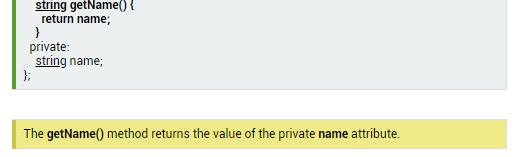 string getName() {
return name;
}
private:
string name;
};
The getName() method returns the value of the private name attribute.